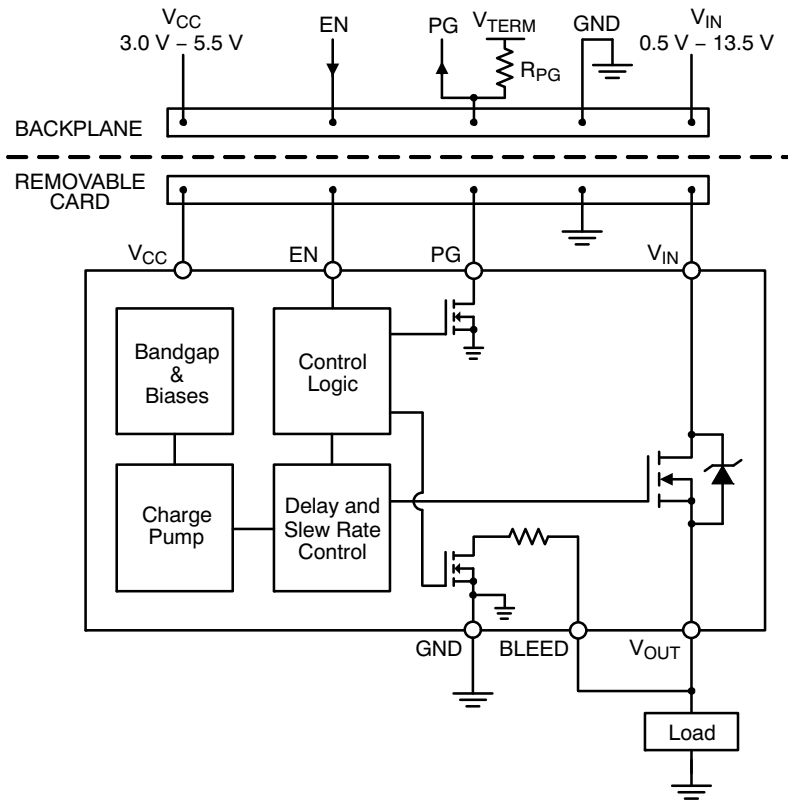 VCC
3.0 V – 5.5 V
EN
PG
VTERM
RPG
GND
VIN
0.5 V – 13.5 V
BACKPLANE
REMOVABLE
CARD
VCC
EN
PG
VIN
Bandgap
&
Biases
Control
Logic
Charge
Pump
Delay and
Slew Rate
Control
GND
BLEED
VOUT
Load